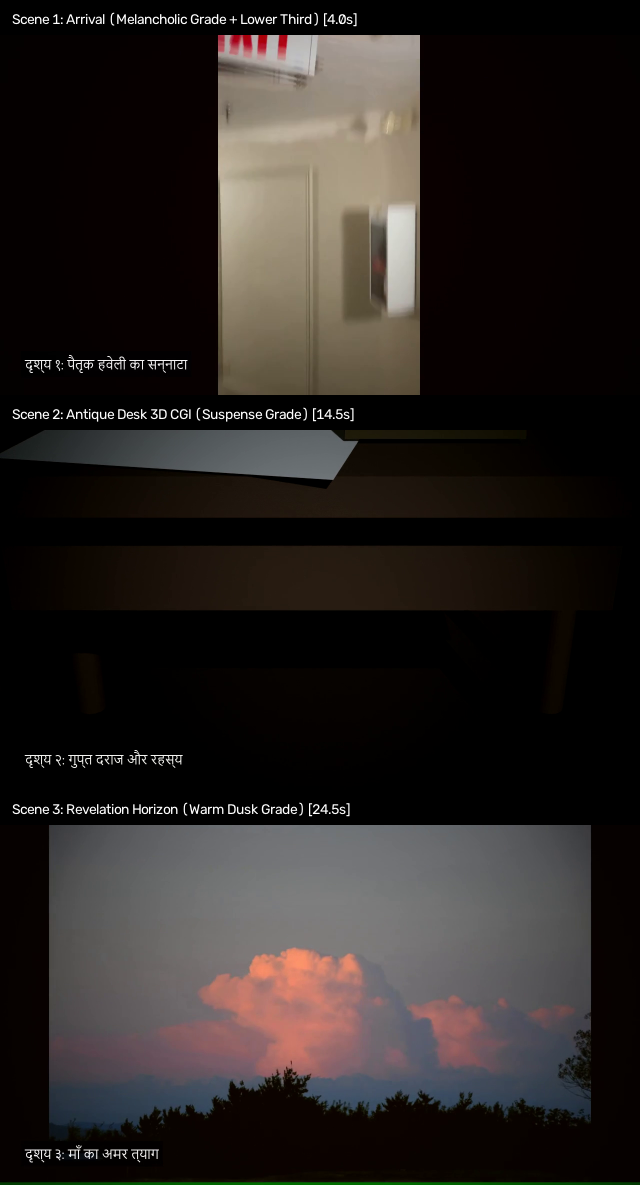 Scene 1: Arrival (Melancholic Grade + Lower Third) [4.0s]
दृश्य १: पैतृक हवेली का सन्नाटा
Scene 2: Antique Desk 3D CGI (Suspense Grade) [14.5s]
दृश्य २: गुप्त दराज और रहस्य
Scene 3: Revelation Horizon (Warm Dusk Grade) [24.5s]
दृश्य ३: माँ का अमर त्याग